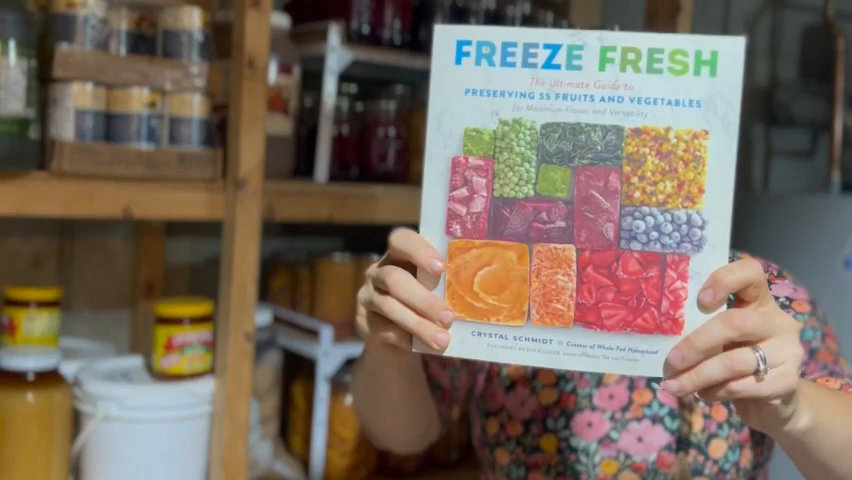 FREEZE FRESH
The Ultimate Guide to
PRESERVING 55 FRUITS AND VEGETABLES
for Maximum Flavor and Versatility
CRYSTAL SCHMIDT Creator of Whole-Fed Homestead